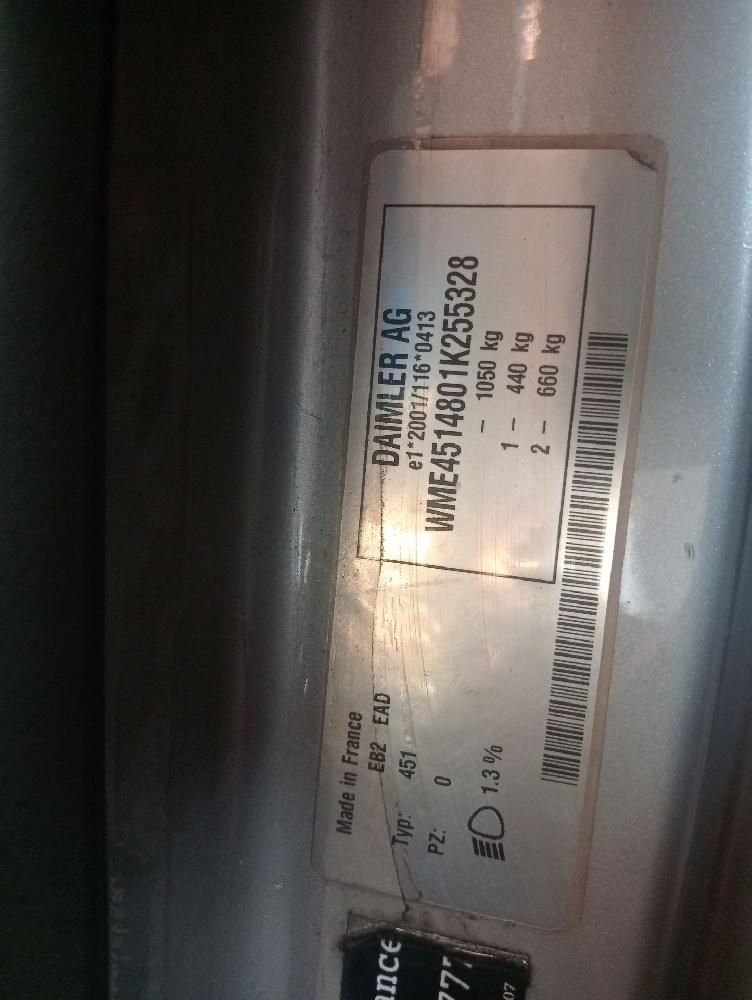 Made in France
EB2 EAD
Typ: 451
PZ: 0
1.3 %
DAIMLER AG
e1*2001/116*0413
WME4514801K255328
– 1050 kg
1 – 440 kg
2 – 660 kg
07